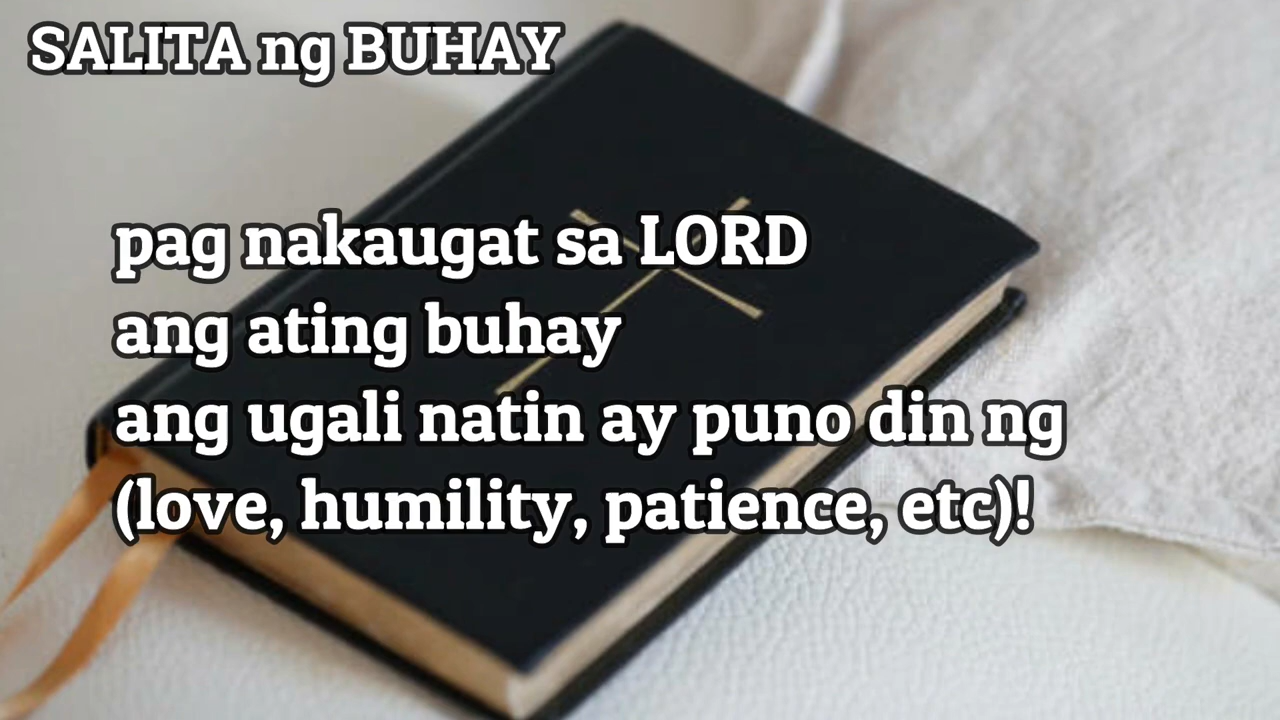 SALITA ng BUHAY
pag nakaugat sa LORD
ang ating buhay
ang ugali natin ay puno din ng
(love, humility, patience, etc)!